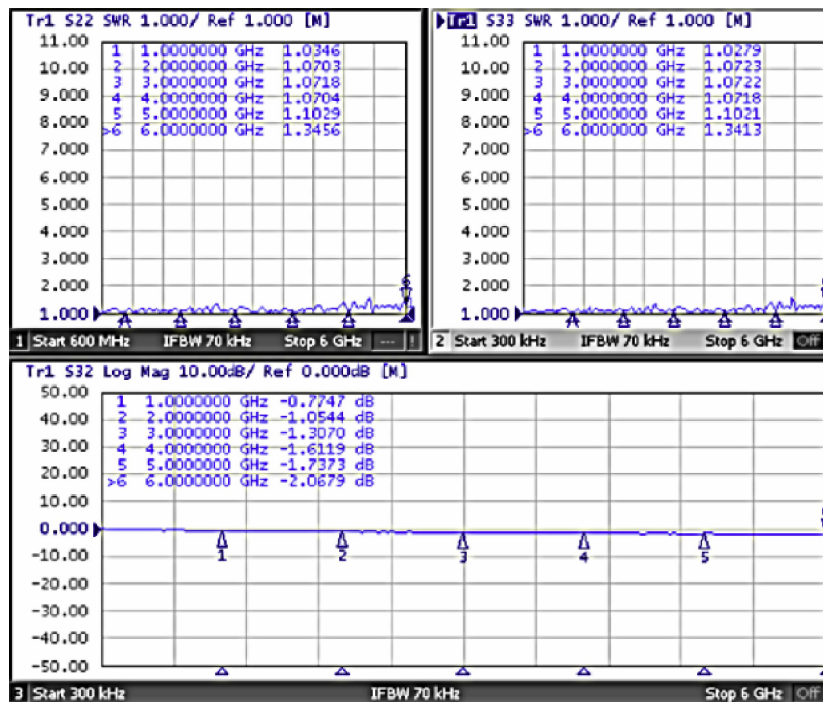 Tr1 S22 SWR 1.000/ Ref 1.000 [M]
11.00
10.00
9.000
8.000
7.000
6.000
5.000
4.000
3.000
2.000
1.000
1 1.0000000 GHz 1.0346
2 2.0000000 GHz 1.0703
3 3.0000000 GHz 1.0718
4 4.0000000 GHz 1.0704
5 5.0000000 GHz 1.1029
>6 6.0000000 GHz 1.3456
6
1 Start 600 MHz IFBW 70 kHz Stop 6 GHz --- !
Tr1 S33 SWR 1.000/ Ref 1.000 [M]
11.00
10.00
9.000
8.000
7.000
6.000
5.000
4.000
3.000
2.000
1.000
1 1.0000000 GHz 1.0279
2 2.0000000 GHz 1.0723
3 3.0000000 GHz 1.0722
4 4.0000000 GHz 1.0718
5 5.0000000 GHz 1.1021
>6 6.0000000 GHz 1.3413
2 Start 300 kHz IFBW 70 kHz Stop 6 GHz Off
Tr1 S32 Log Mag 10.00dB/ Ref 0.000dB [M]
50.00
40.00
30.00
20.00
10.00
0.000
-10.00
-20.00
-30.00
-40.00
-50.00
1 1.0000000 GHz -0.7747 dB
2 2.0000000 GHz -1.0544 dB
3 3.0000000 GHz -1.3070 dB
4 4.0000000 GHz -1.6119 dB
5 5.0000000 GHz -1.7373 dB
>6 6.0000000 GHz -2.0679 dB
1 2 3 4 5
3 Start 300 kHz IFBW 70 kHz Stop 6 GHz Off